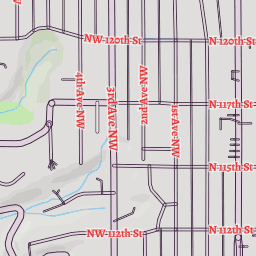 NW 120th St
N 120th St
4th Ave NW
3rd Ave NW
2nd Ave NW
1st Ave NW
N 117th St
N 115th St
NW 112th St
N 112th St